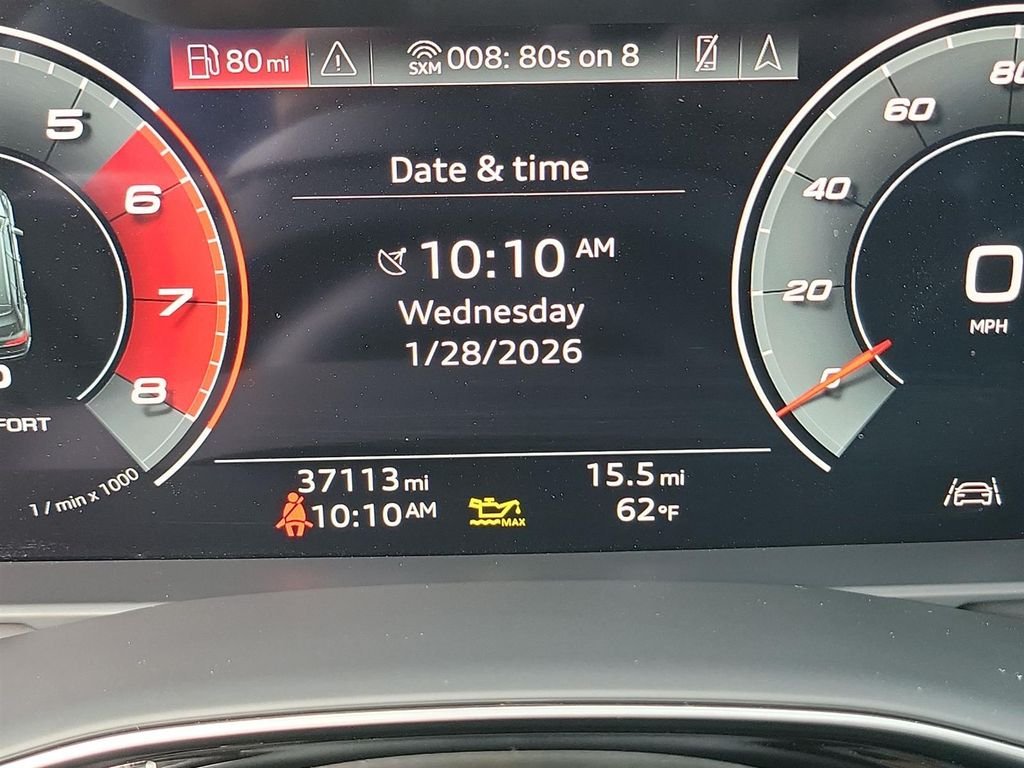 80 mi
SXM 008: 80s on 8
Date & time
10:10 AM
Wednesday
1/28/2026
5
6
7
8
1 / min x 1000
0
20
40
60
80
0
MPH
37113 mi
10:10 AM
MAX
15.5 mi
62°F